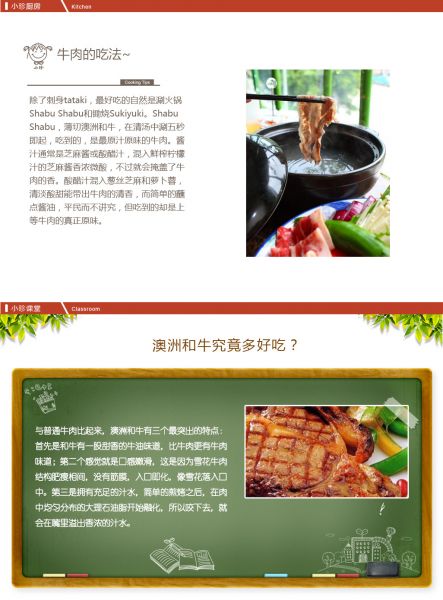 小珍厨房 Kitchen
牛肉的吃法~
小珍
Cooking Tips
除了刺身tataki，最好吃的自然是涮火锅
Shabu Shabu和锄烧Sukiyuki。Shabu
Shabu，薄切澳洲和牛，在清汤中涮五秒
即起，吃到的，是最原汁原味的牛肉。酱
汁通常是芝麻酱或酸醋汁，混入鲜榨柠檬
汁的芝麻酱香浓微酸，不过就会掩盖了牛
肉的香。酸醋汁混入葱丝芝麻和萝卜蓉，
清淡酸甜能带出牛肉的清香，而简单的蘸
点酱油，平民而不讲究，但吃到的却是上
等牛肉的真正原味。
小珍课堂 Classroom
澳洲和牛究竟多好吃？
与普通牛肉比起来，澳洲和牛有三个最突出的特点：
首先是和牛有一股甜香的牛油味道，比牛肉更有牛肉
味道；第二个感觉就是口感嫩滑，这是因为雪花牛肉
结构肥瘦相间，没有筋膜，入口即化，像雪花落入口
中。第三是拥有充足的汁水，简单的煎烤之后，在肉
中均匀分布的大理石油脂开始融化，所以咬下去，就
会在嘴里溢出香浓的汁水。